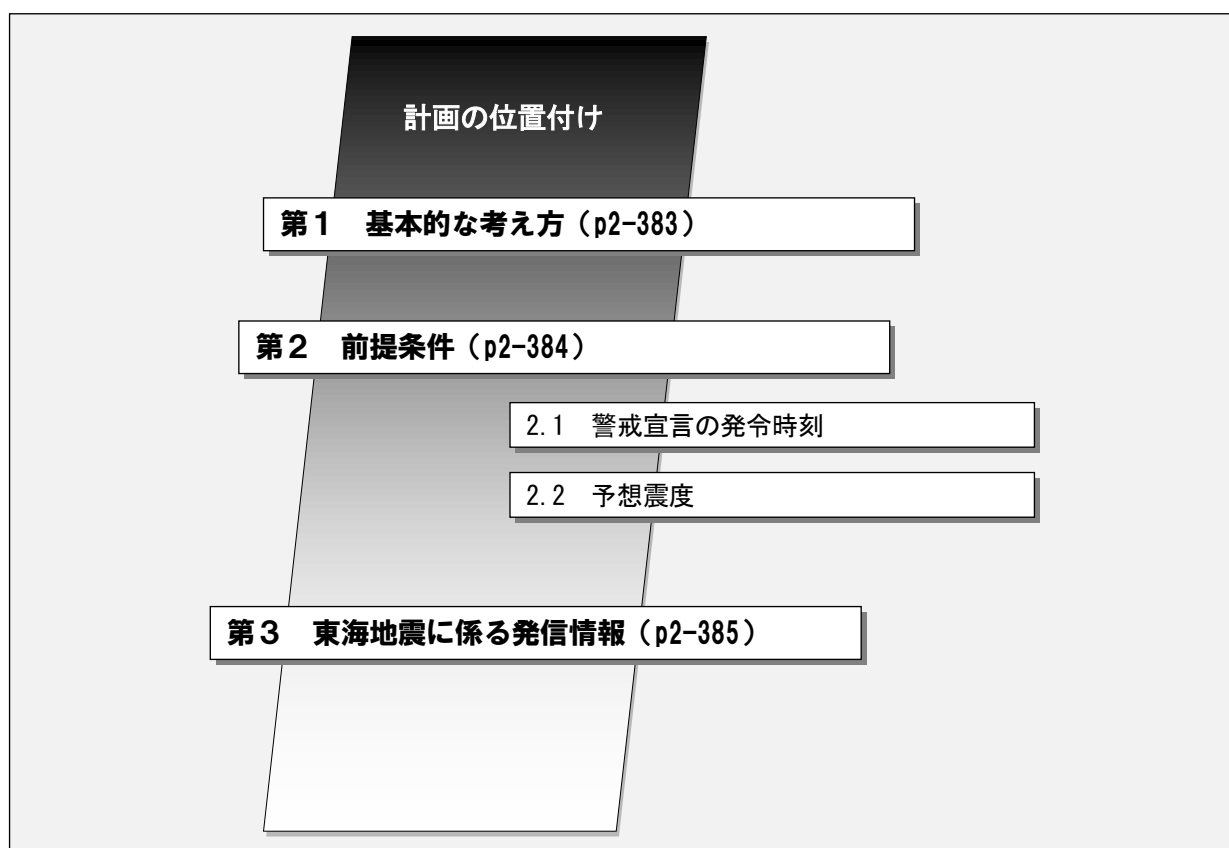 計画の位置付け
第１　基本的な考え方（p2-383）
第２　前提条件（p2-384）
2.1　警戒宣言の発令時刻
2.2　予想震度
第３　東海地震に係る発信情報（p2-385）